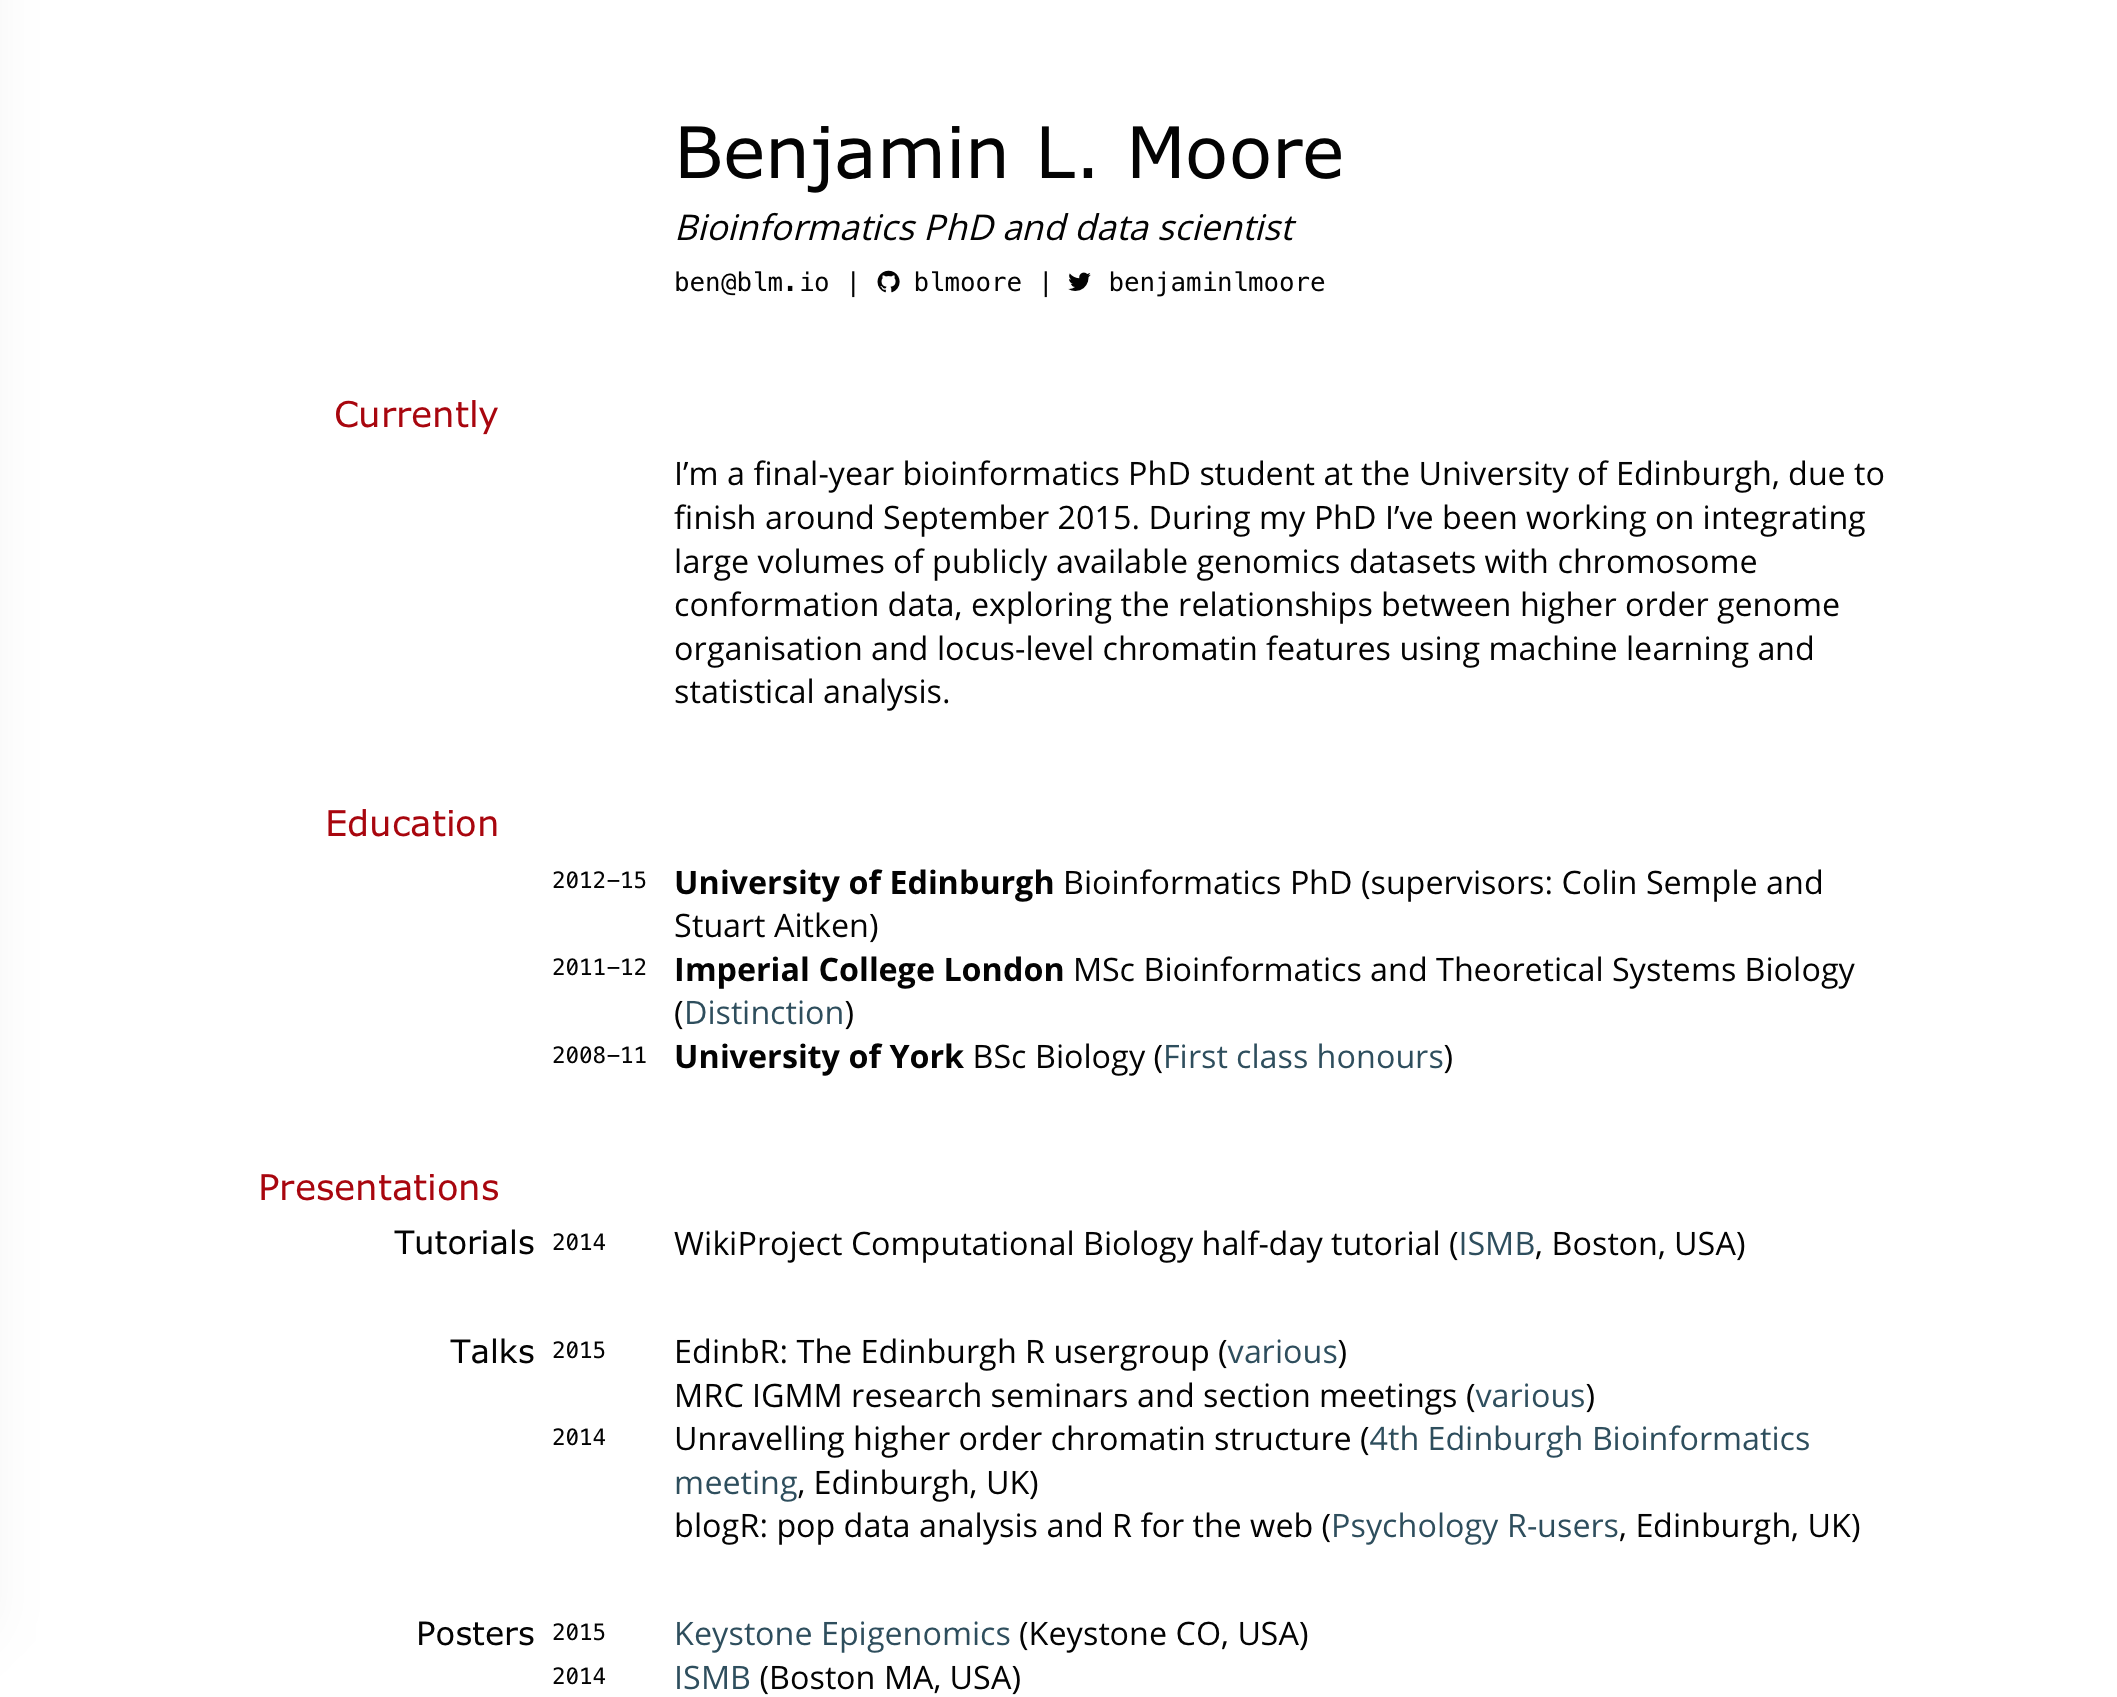 Benjamin L. Moore
Bioinformatics PhD and data scientist
ben@blm.io | blmoore | benjaminlmoore
Currently
I’m a final-year bioinformatics PhD student at the University of Edinburgh, due to
finish around September 2015. During my PhD I’ve been working on integrating
large volumes of publicly available genomics datasets with chromosome
conformation data, exploring the relationships between higher order genome
organisation and locus-level chromatin features using machine learning and
statistical analysis.
Education
2012–15 University of Edinburgh Bioinformatics PhD (supervisors: Colin Semple and
Stuart Aitken)
2011–12 Imperial College London MSc Bioinformatics and Theoretical Systems Biology
(Distinction)
2008–11 University of York BSc Biology (First class honours)
Presentations
Tutorials 2014 WikiProject Computational Biology half-day tutorial (ISMB, Boston, USA)
Talks 2015 EdinbR: The Edinburgh R usergroup (various)
MRC IGMM research seminars and section meetings (various)
2014 Unravelling higher order chromatin structure (4th Edinburgh Bioinformatics
meeting, Edinburgh, UK)
blogR: pop data analysis and R for the web (Psychology R-users, Edinburgh, UK)
Posters 2015 Keystone Epigenomics (Keystone CO, USA)
2014 ISMB (Boston MA, USA)